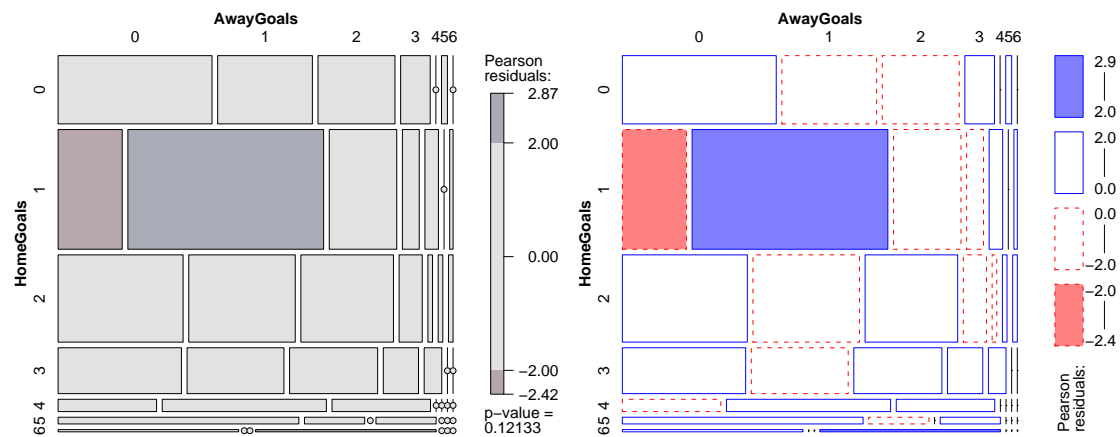 AwayGoals
0 1 2 3 456
HomeGoals
0
1
2
3
4
65
Pearson
residuals:
2.87
2.00
0.00
−2.00
−2.42
p−value =
0.12133
AwayGoals
0 1 2 3 456
HomeGoals
0
1
2
3
4
65
2.9
2.0
2.0
0.0
0.0
−2.0
−2.0
−2.4
Pearson
residuals: